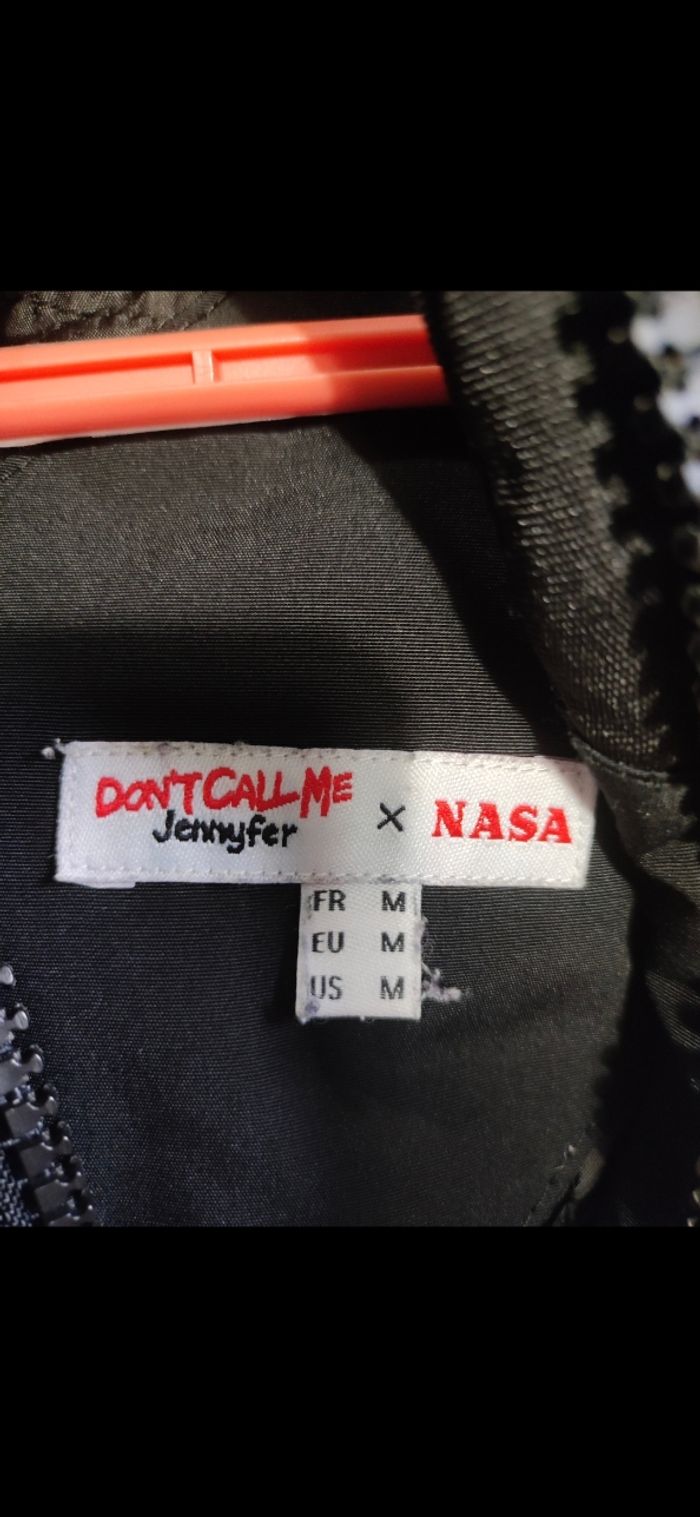 DON'T CALL ME
Jennyfer × NASA
FR M
EU M
US M